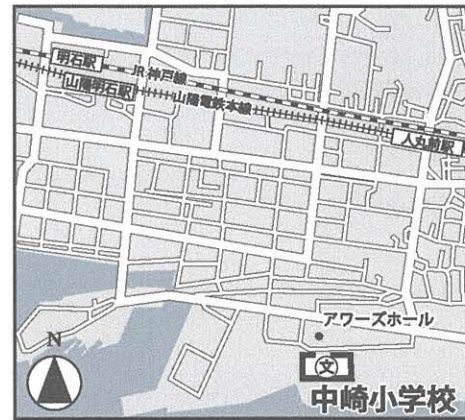 明石駅
JR神戸線
山陽明石駅
山陽電鉄本線
人丸前駅
アワーズホール
N
文
中崎小学校